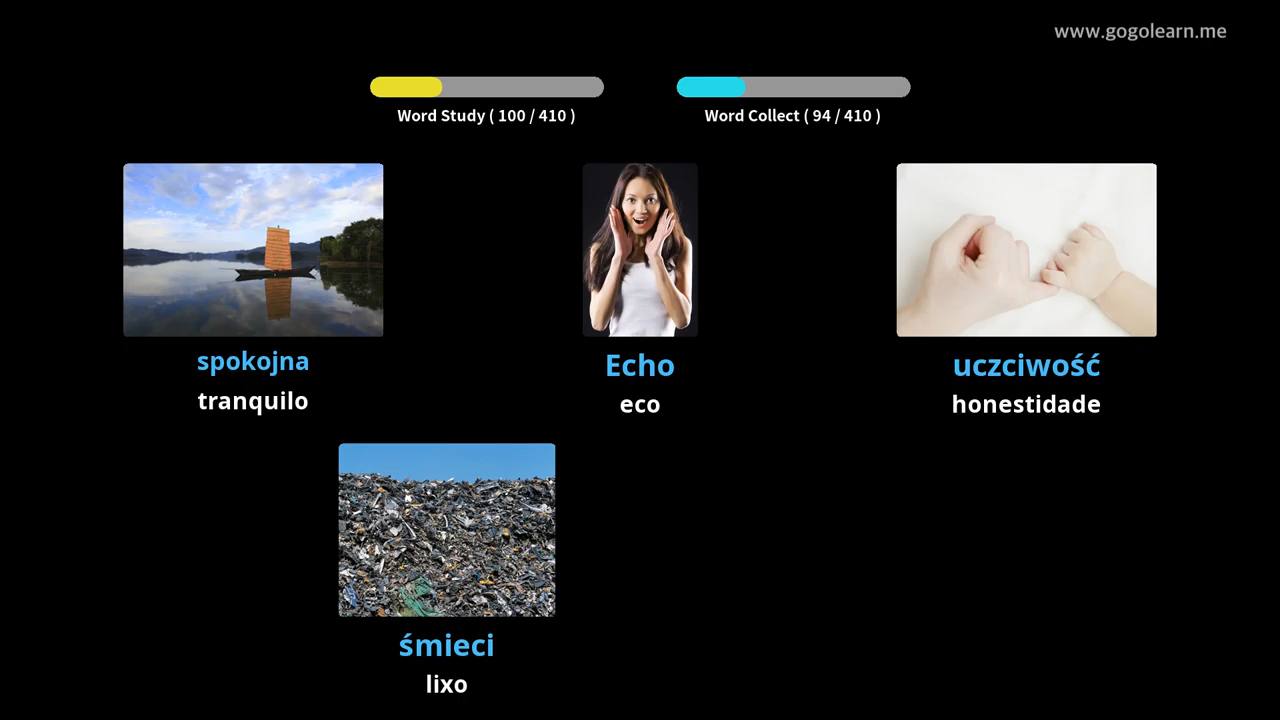 www.gogolearn.me
Word Study ( 100 / 410 )
Word Collect ( 94 / 410 )
spokojna
tranquilo
Echo
eco
uczciwość
honestidade
śmieci
lixo